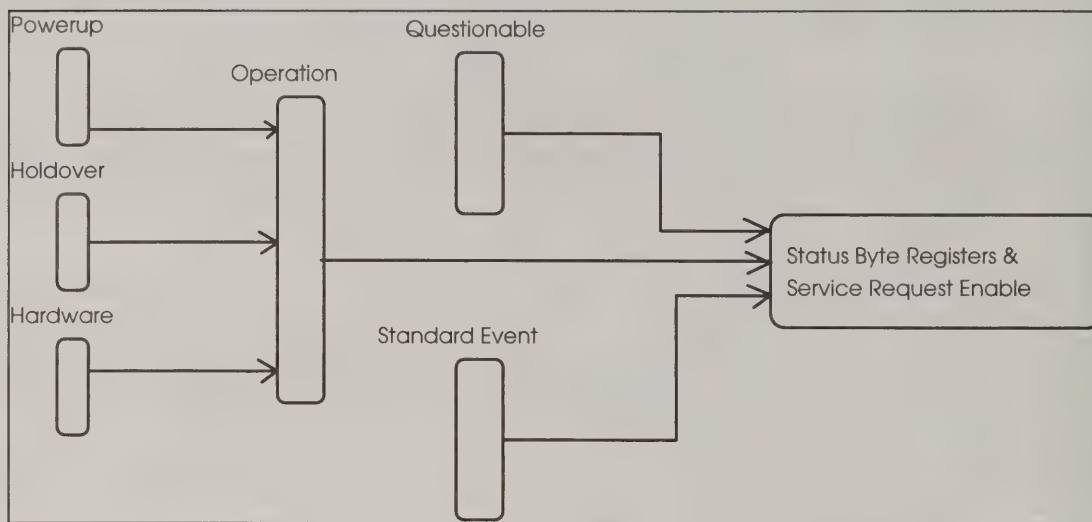 Powerup
Questionable
Operation
Holdover
Status Byte Registers &
Service Request Enable
Hardware
Standard Event